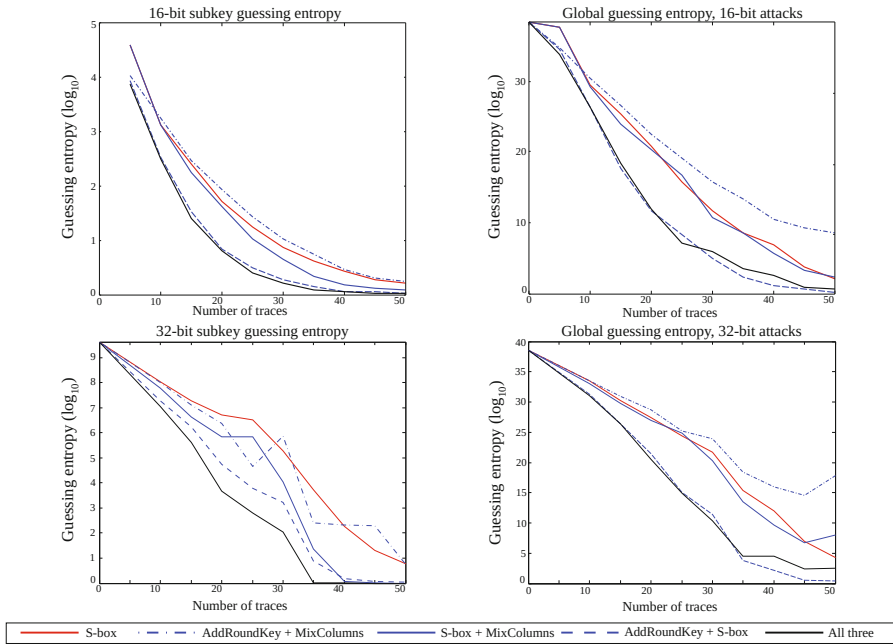 16-bit subkey guessing entropy
Guessing entropy (log10)
5
4
3
2
1
0
0 10 20 30 40 50
Number of traces
Global guessing entropy, 16-bit attacks
Guessing entropy (log10)
30
20
10
0
0 10 20 30 40 50
Number of traces
32-bit subkey guessing entropy
Guessing entropy (log10)
9
8
7
6
5
4
3
2
1
0
0 10 20 30 40 50
Number of traces
Global guessing entropy, 32-bit attacks
Guessing entropy (log10)
40
35
30
25
20
15
10
5
0
0 10 20 30 40 50
Number of traces
S-box AddRoundKey + MixColumns S-box + MixColumns AddRoundKey + S-box All three